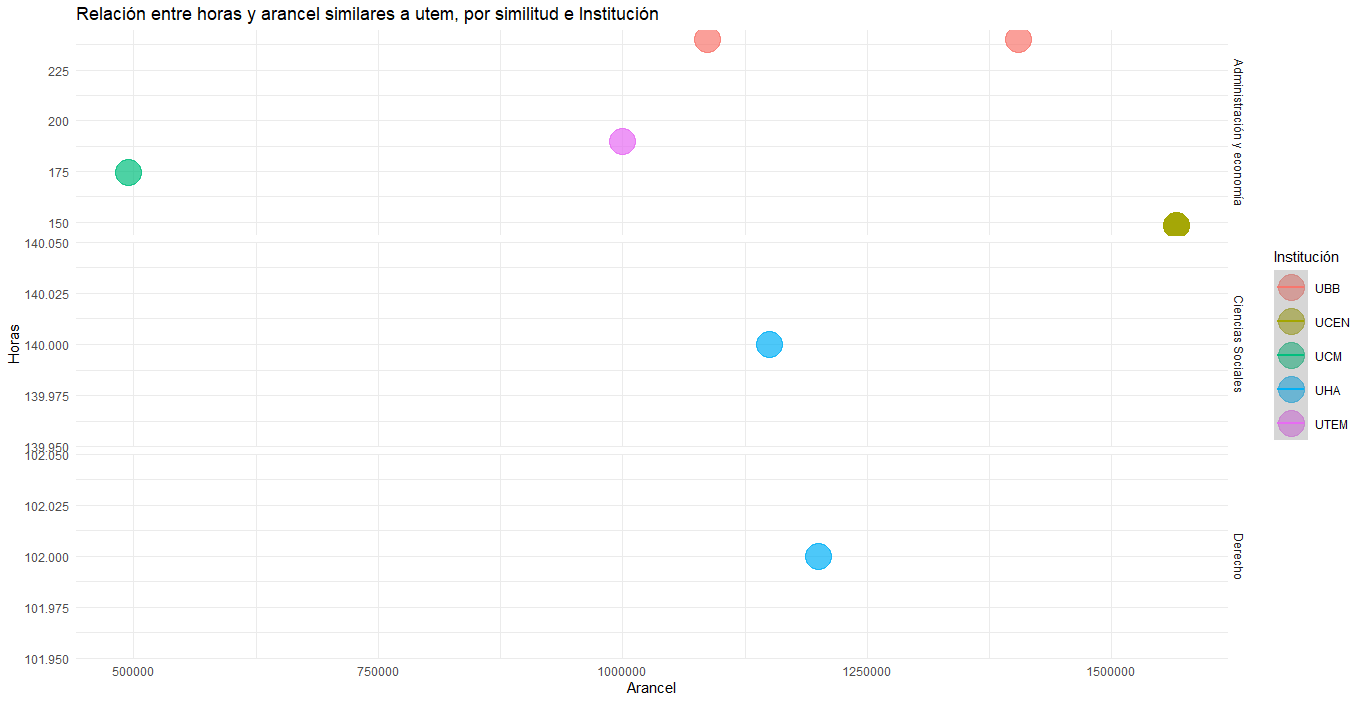 Relación entre horas y arancel similares a utem, por similitud e Institución
225
200
175
150
Administración y economía
140.050
140.025
140.000
139.975
139.950
Ciencias Sociales
102.050
102.025
102.000
101.975
101.950
Derecho
Horas
500000
750000
1000000
1250000
1500000
Arancel
Institución
UBB
UCEN
UCM
UHA
UTEM